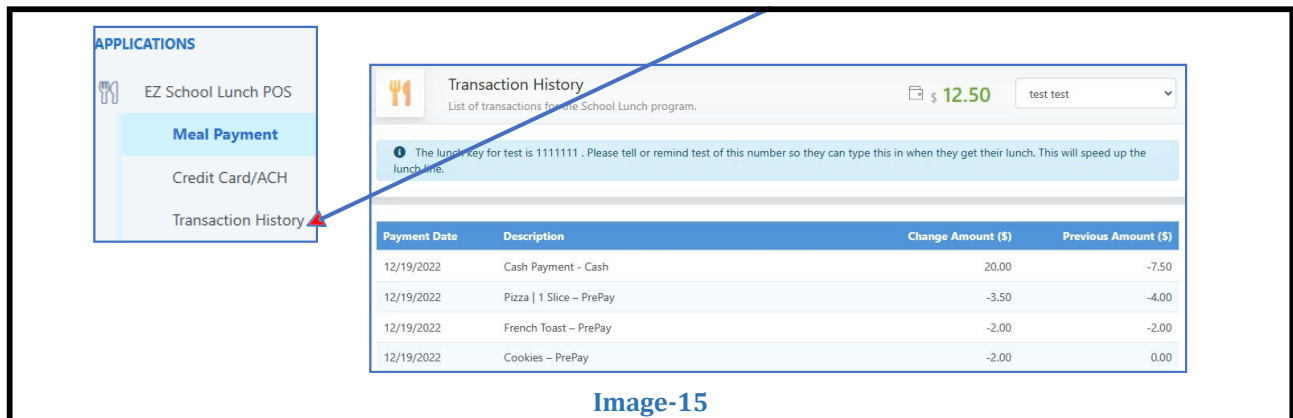 APPLICATIONS
EZ School Lunch POS
Meal Payment
Credit Card/ACH
Transaction History
Transaction History
List of transactions for the School Lunch program.
$ 12.50
test test
The lunch key for test is 1111111 . Please tell or remind test of this number so they can type this in when they get their lunch. This will speed up the
lunch line.
Payment Date Description Change Amount ($) Previous Amount ($)
12/19/2022 Cash Payment - Cash 20.00 -7.50
12/19/2022 Pizza | 1 Slice – PrePay -3.50 -4.00
12/19/2022 French Toast – PrePay -2.00 -2.00
12/19/2022 Cookies – PrePay -2.00 0.00
Image-15